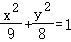 x²/9 + y²/8 = 1